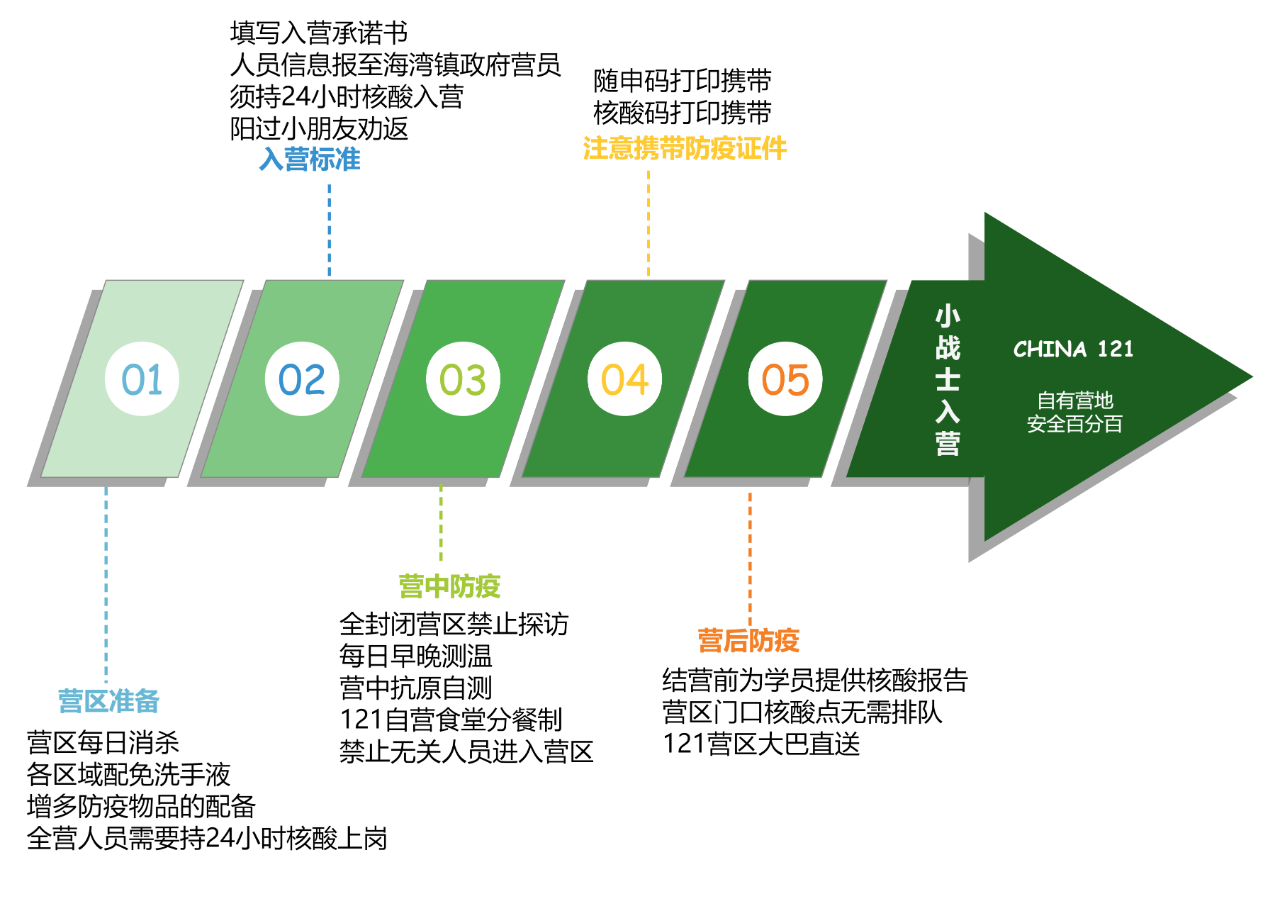 填写入营承诺书
人员信息报至海湾镇政府营员
须持24小时核酸入营
阳过小朋友劝返
入营标准
随申码打印携带
核酸码打印携带
注意携带防疫证件
01
02
03
04
05
小战士入营
CHINA 121
自有营地
安全百分百
营区准备
营区每日消杀
各区域配免洗手液
增多防疫物品的配备
全营人员需要持24小时核酸上岗
营中防疫
全封闭营区禁止探访
每日早晚测温
营中抗原自测
121自营食堂分餐制
禁止无关人员进入营区
营后防疫
结营前为学员提供核酸报告
营区门口核酸点无需排队
121营区大巴直送